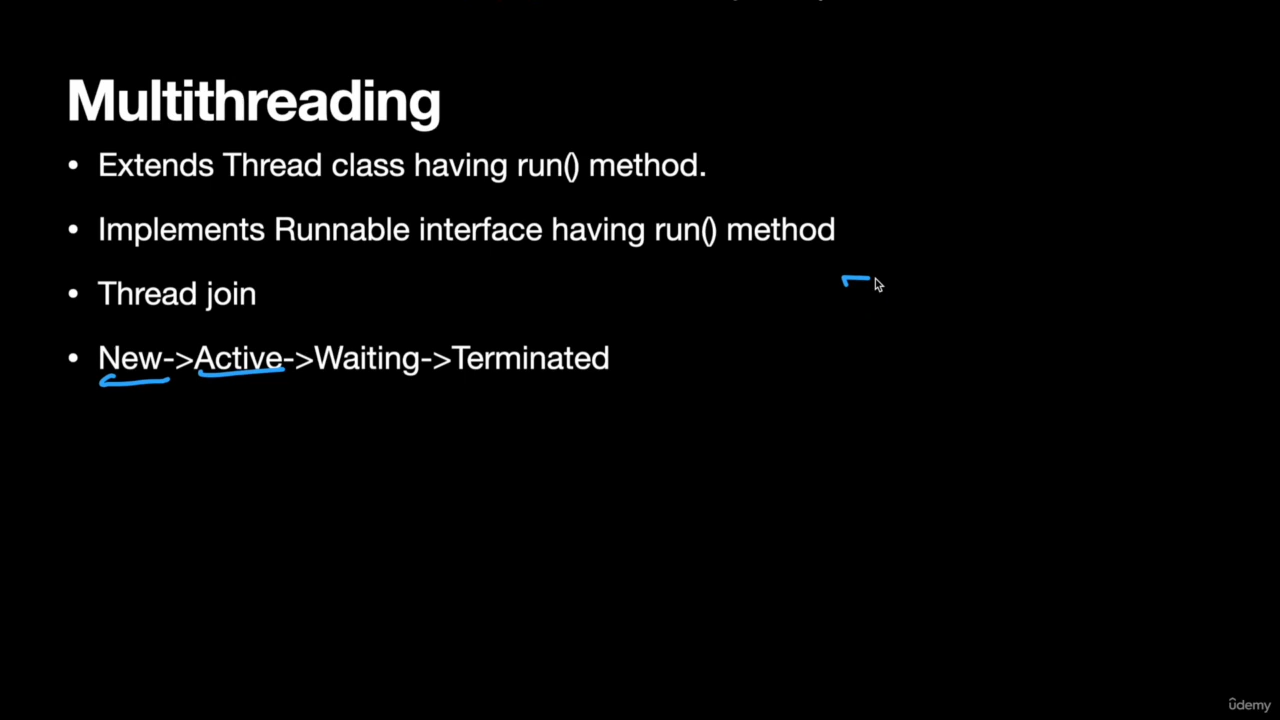 Multithreading
• Extends Thread class having run() method.
• Implements Runnable interface having run() method
• Thread join
• New->Active->Waiting->Terminated
ûdemy